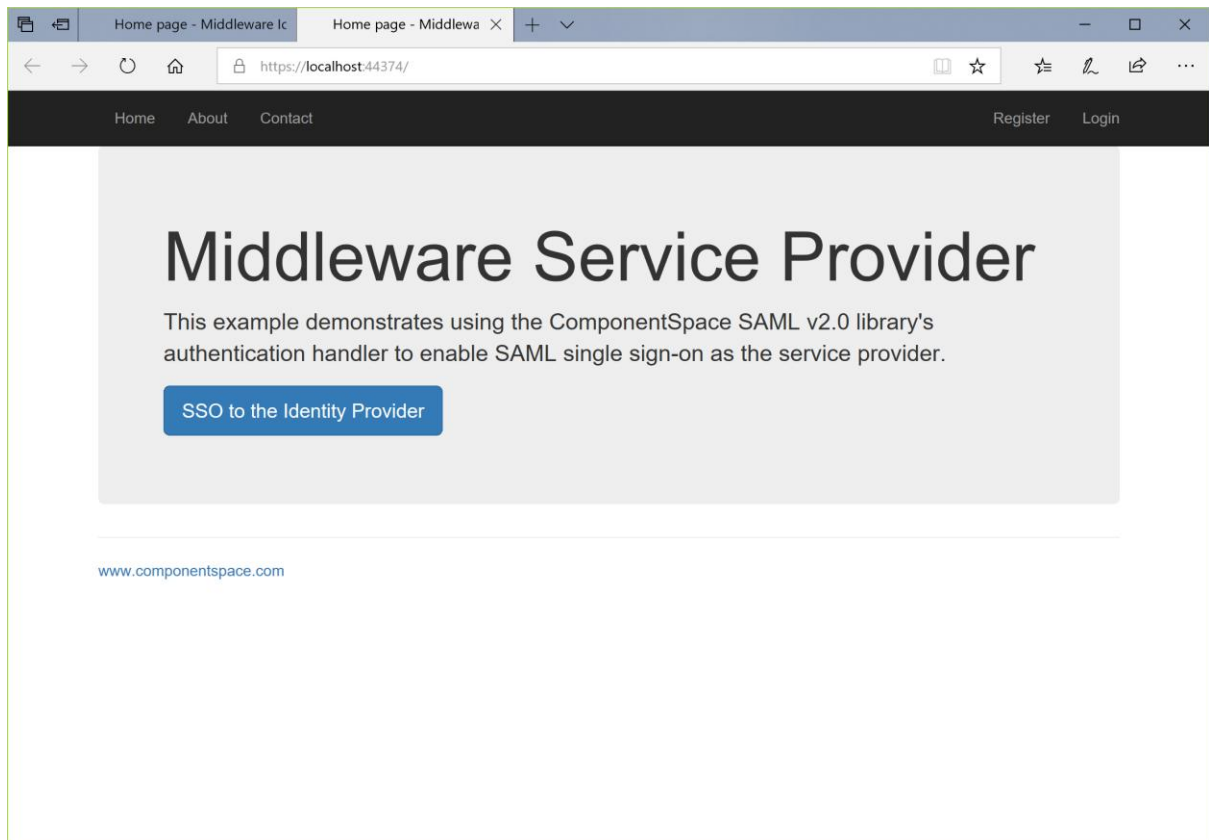 Home page - Middleware Ic
Home page - Middlewa
https://localhost:44374/
Home About Contact Register Login
Middleware Service Provider
This example demonstrates using the ComponentSpace SAML v2.0 library's
authentication handler to enable SAML single sign-on as the service provider.
SSO to the Identity Provider
www.componentspace.com